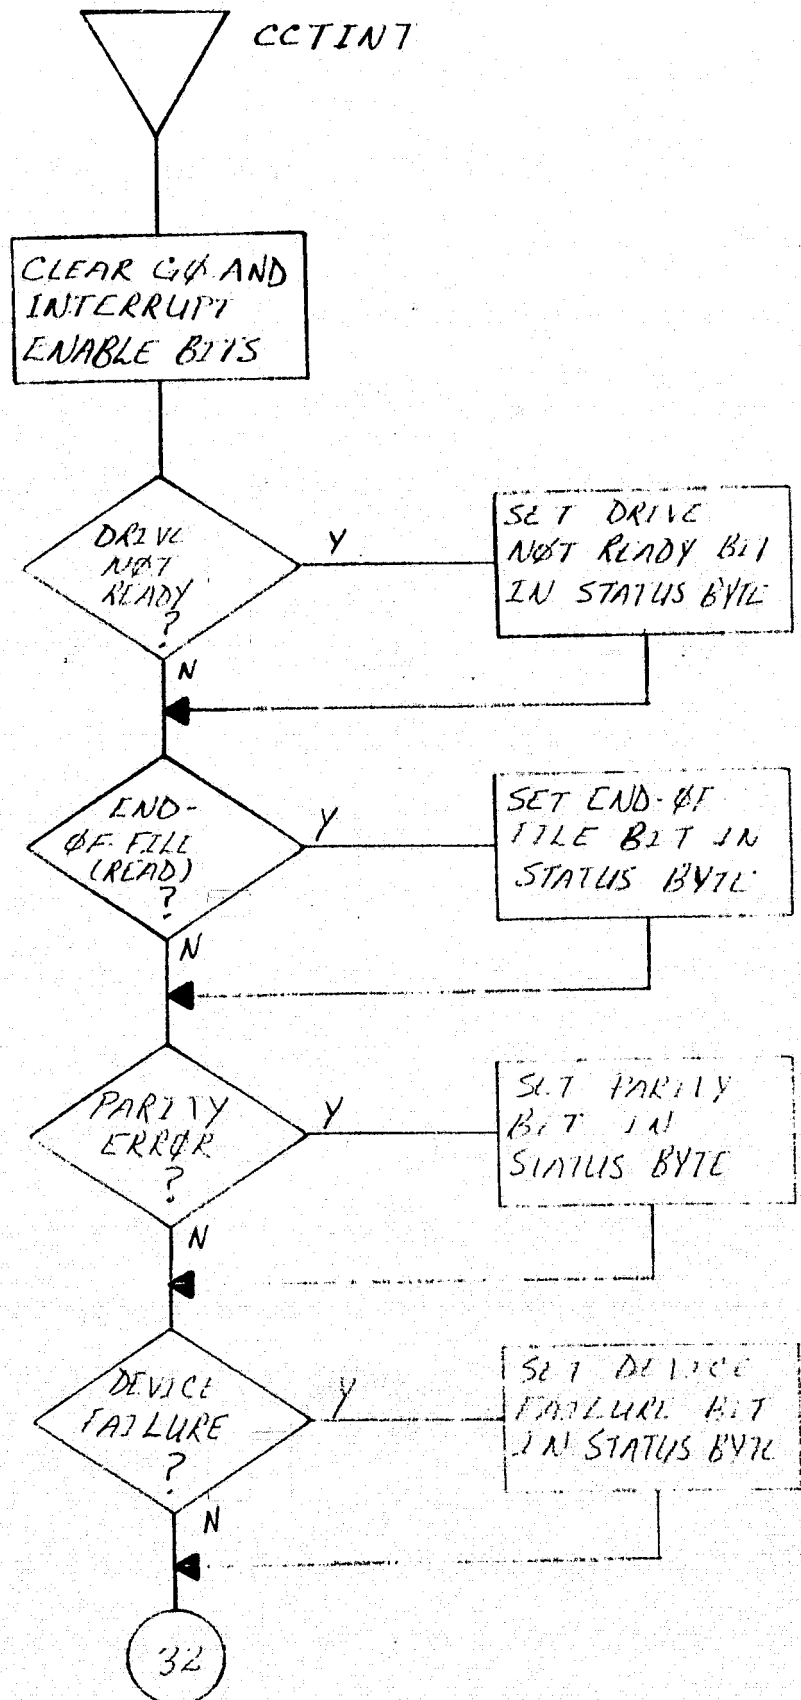 CCTINT
CLEAR GØ AND
INTERRUPT
ENABLE BITS
DRIVE
NØT
READY
?
Y
SET DRIVE
NØT READY BIT
IN STATUS BYTE
N
END-
ØF FILE
(READ)
?
Y
SET END-ØF
FILE BIT IN
STATUS BYTE
N
PARITY
ERRØR
?
Y
SET PARITY
BIT IN
STATUS BYTE
N
DEVICE
FAILURE
?
Y
SET DEVICE
FAILURE BIT
IN STATUS BYTE
N
32